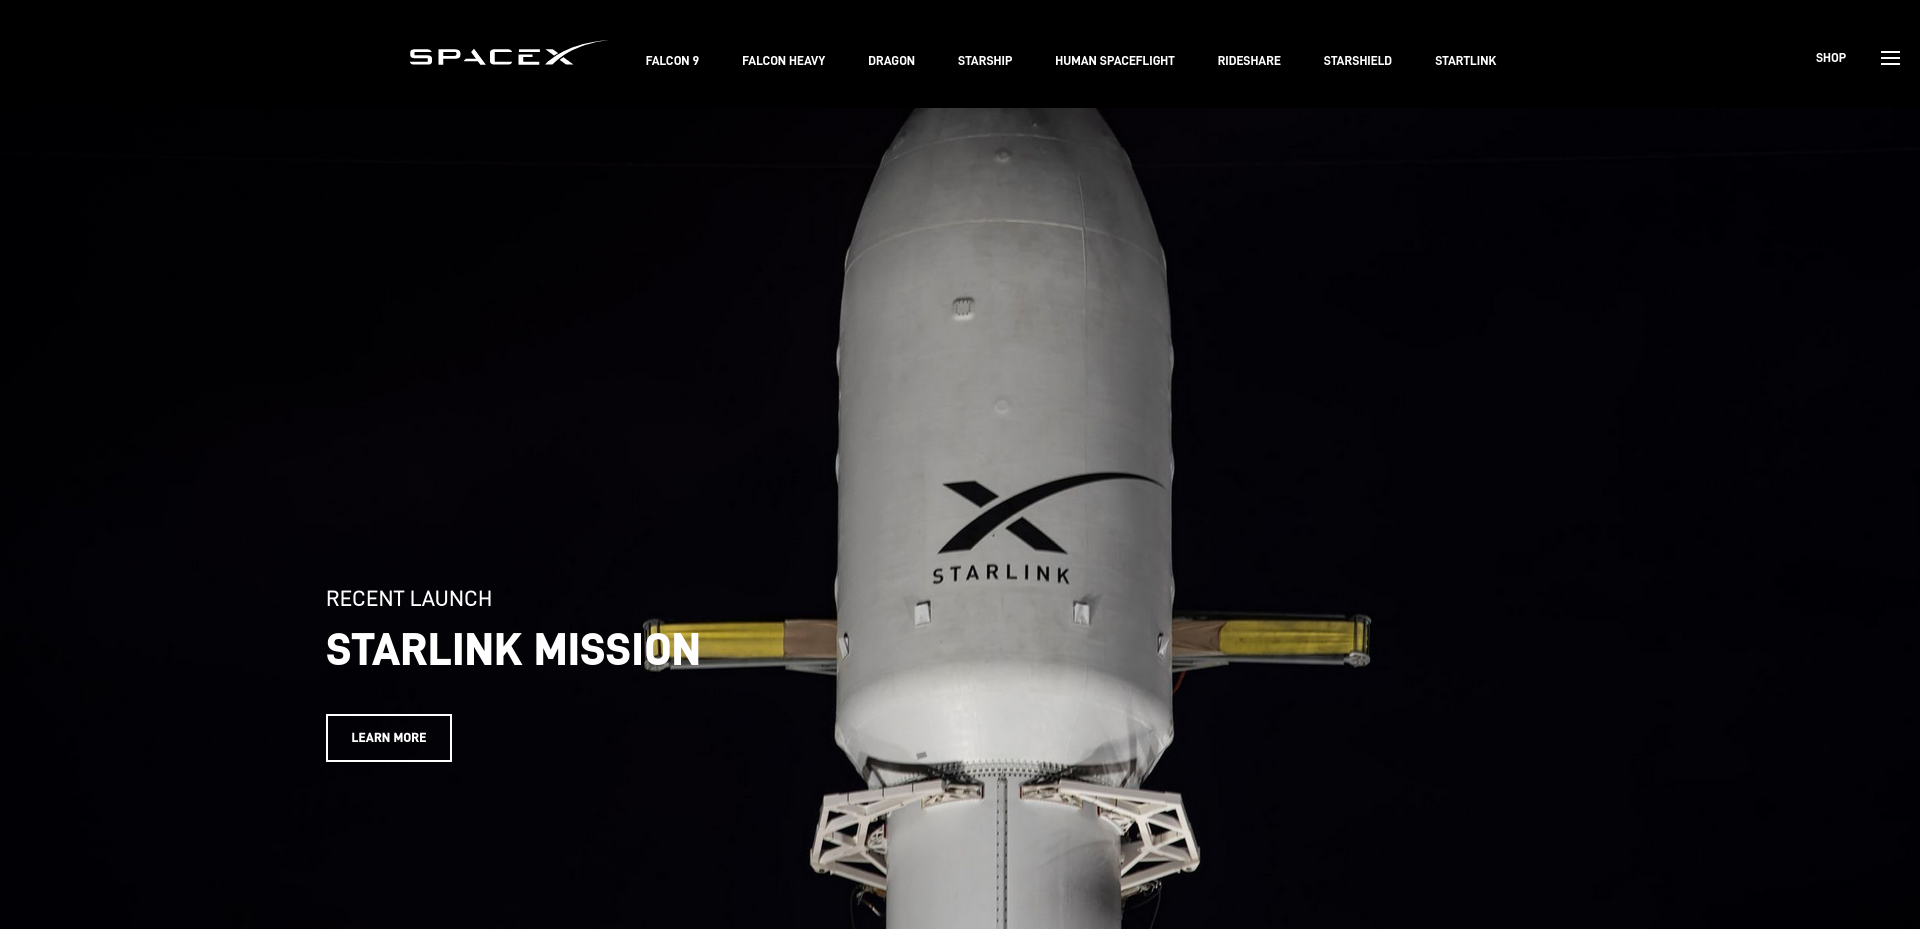 SPACEX FALCON 9 FALCON HEAVY DRAGON STARSHIP HUMAN SPACEFLIGHT RIDESHARE STARSHIELD STARTLINK SHOP
STARLINK
RECENT LAUNCH
STARLINK MISSION
LEARN MORE